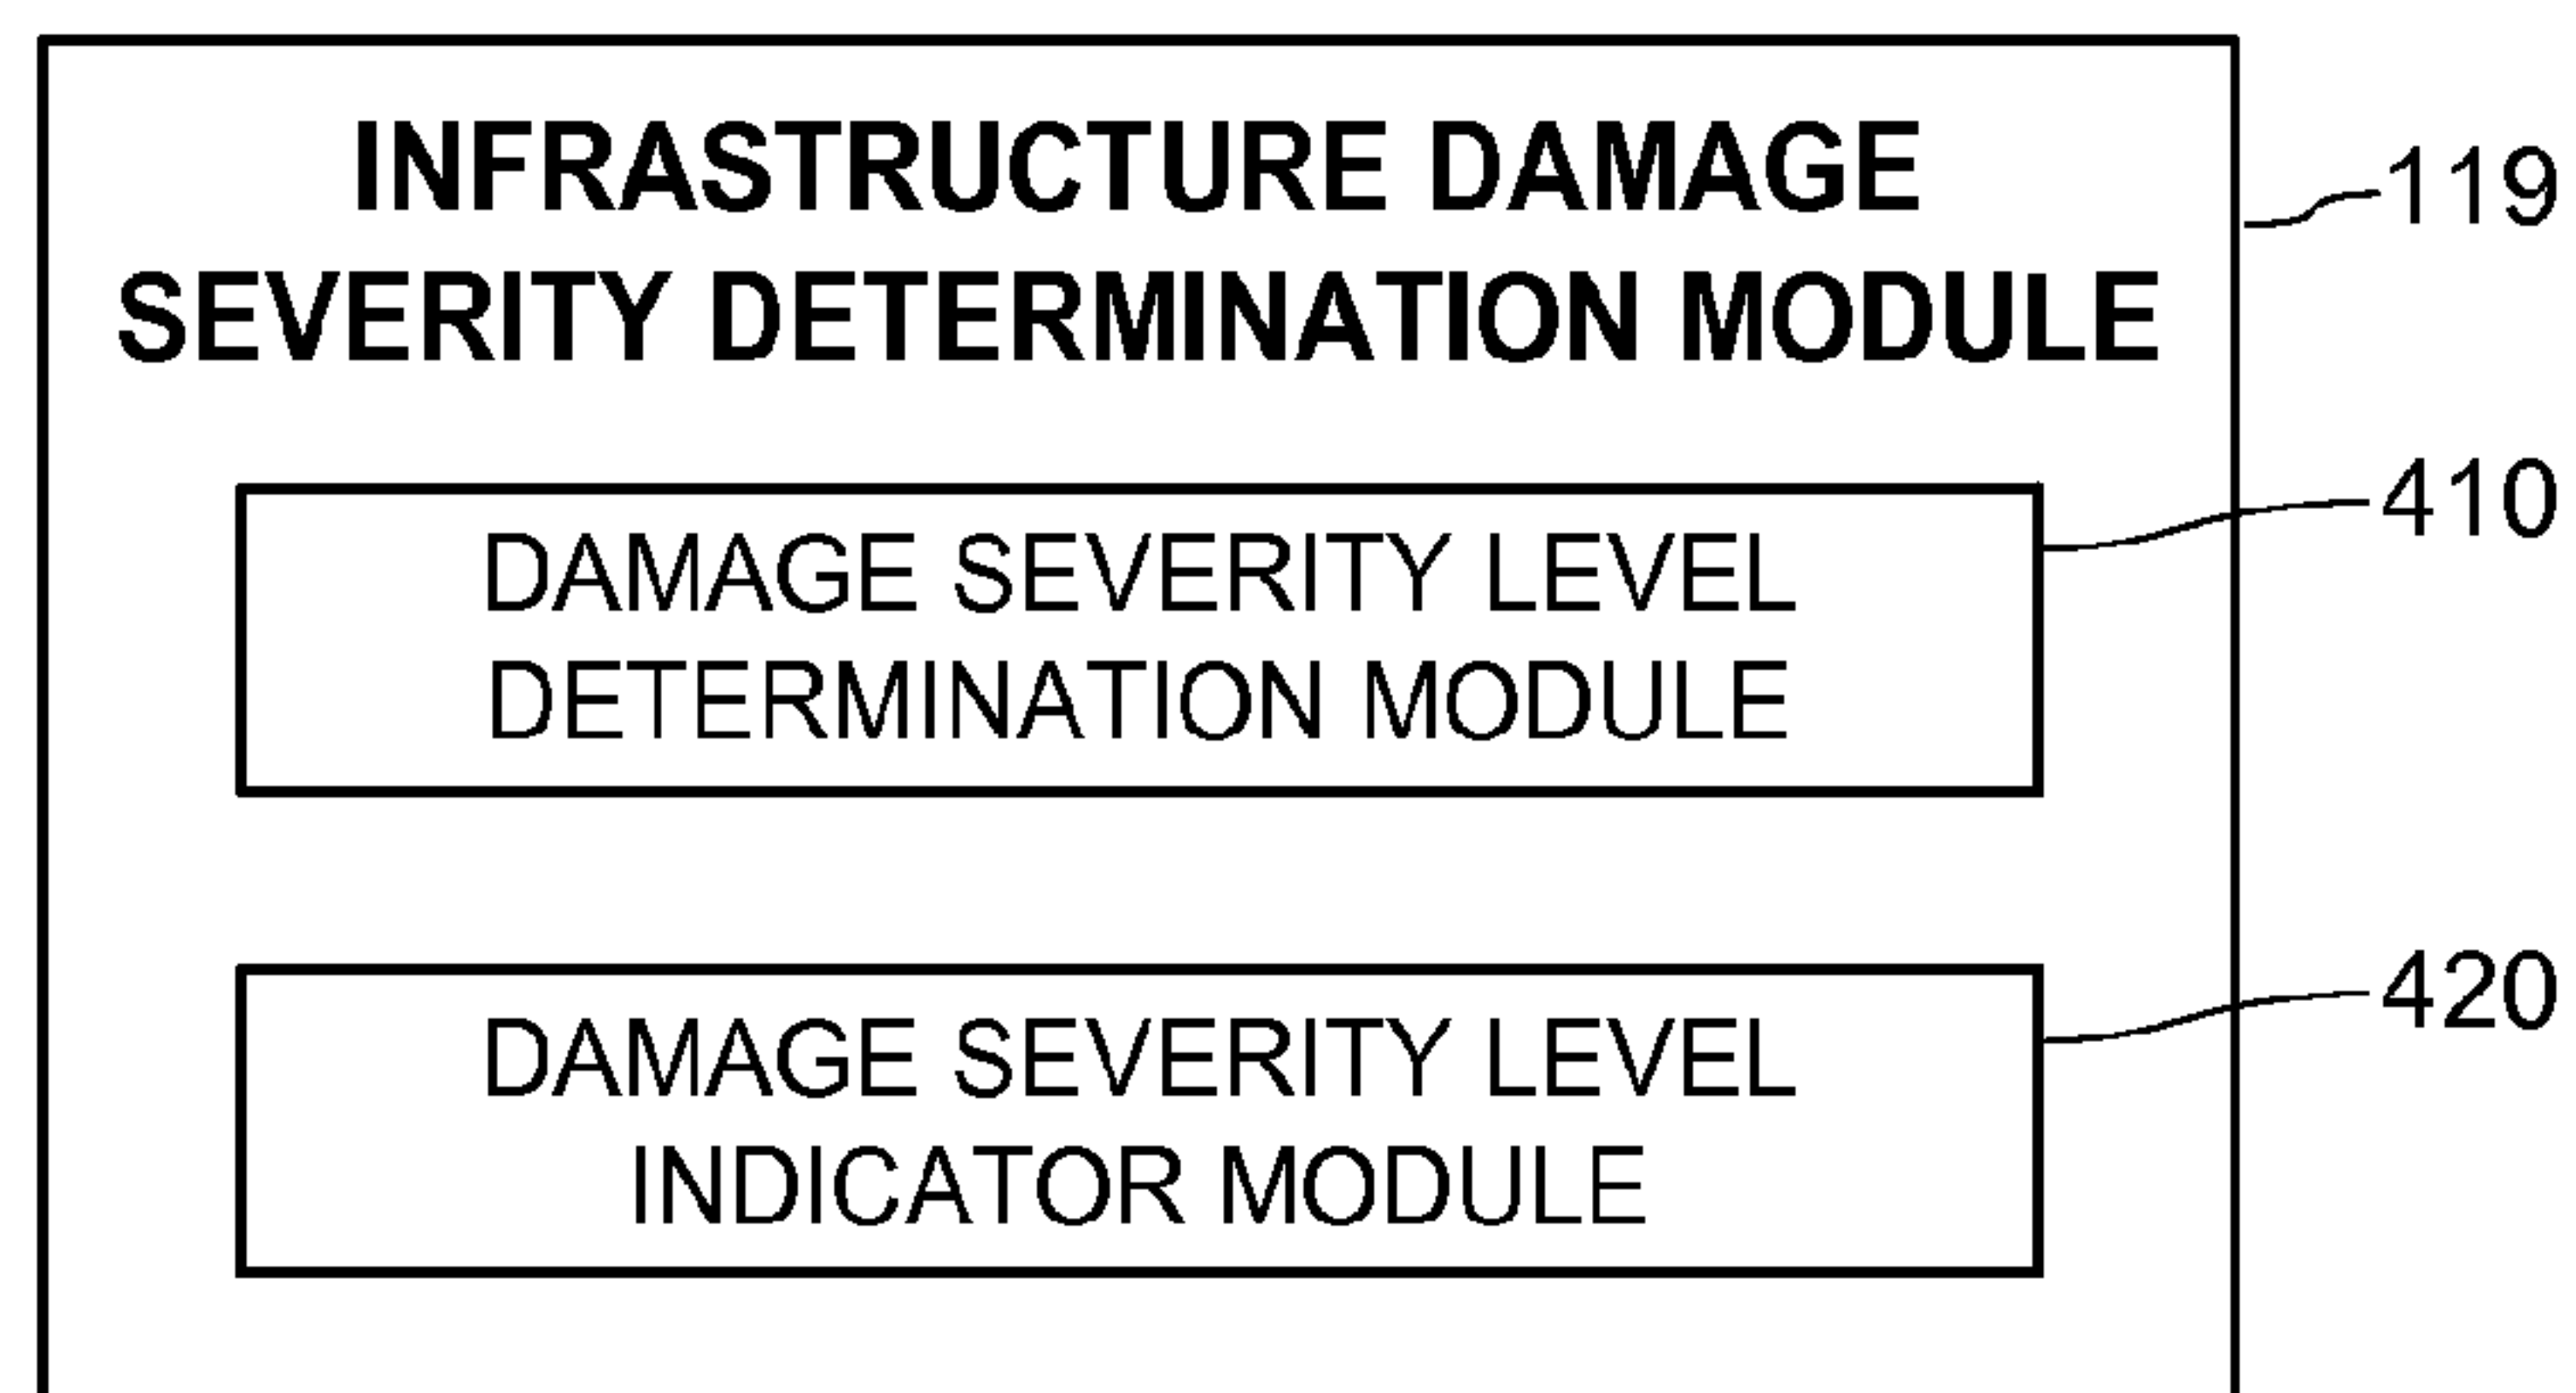 INFRASTRUCTURE DAMAGE
SEVERITY DETERMINATION MODULE
119
DAMAGE SEVERITY LEVEL
DETERMINATION MODULE
410
DAMAGE SEVERITY LEVEL
INDICATOR MODULE
420